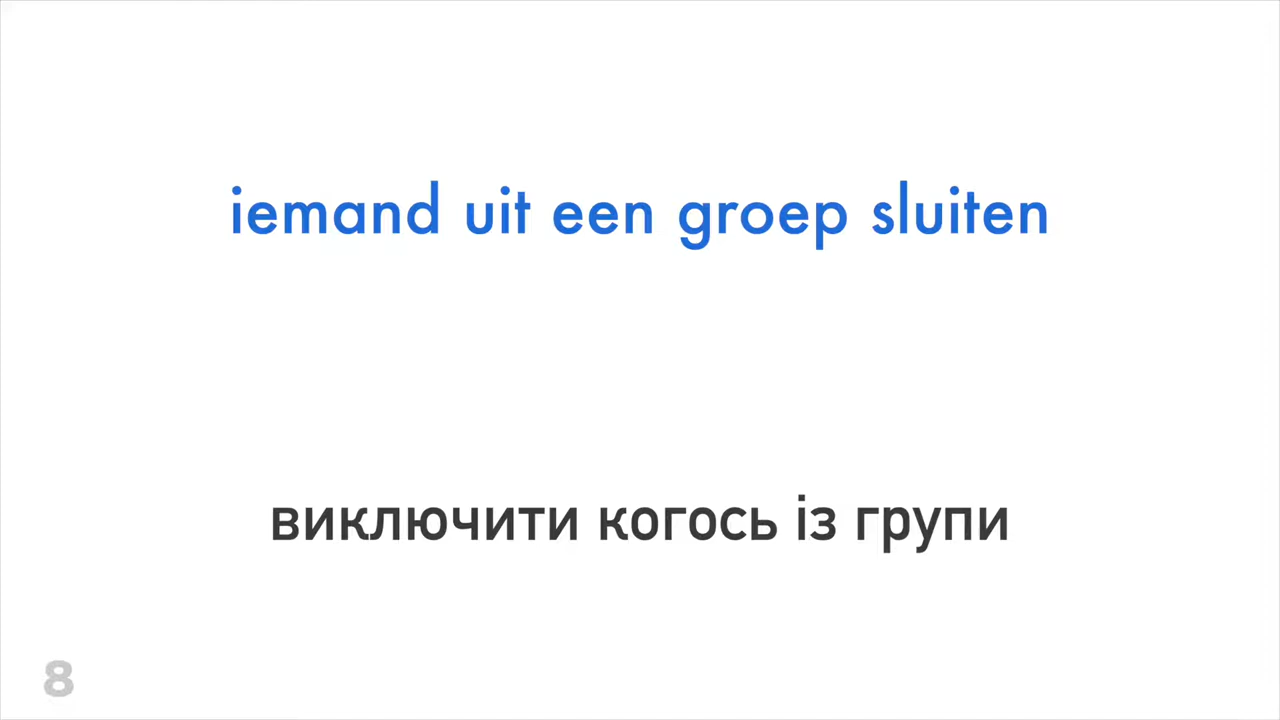 iemand uit een groep sluiten
виключити когось із групи
8